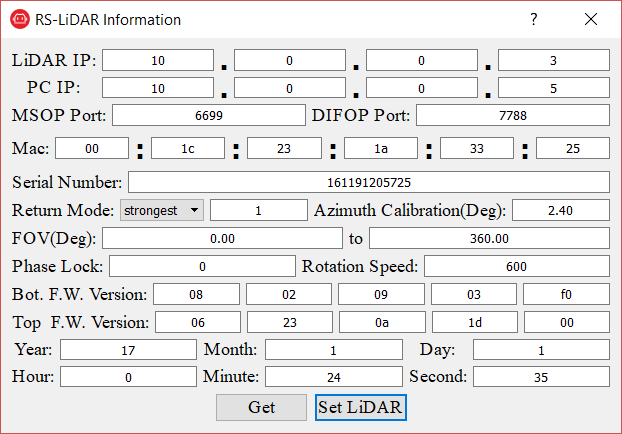 RS-LiDAR Information ?
LiDAR IP: 10 . 0 . 0 . 3
PC IP: 10 . 0 . 0 . 5
MSOP Port: 6699 DIFOP Port: 7788
Mac: 00 : 1c : 23 : 1a : 33 : 25
Serial Number: 161191205725
Return Mode: strongest 1 Azimuth Calibration(Deg): 2.40
FOV(Deg): 0.00 to 360.00
Phase Lock: 0 Rotation Speed: 600
Bot. F.W. Version: 08 02 09 03 f0
Top F.W. Version: 06 23 0a 1d 00
Year: 17 Month: 1 Day: 1
Hour: 0 Minute: 24 Second: 35
Get Set LiDAR